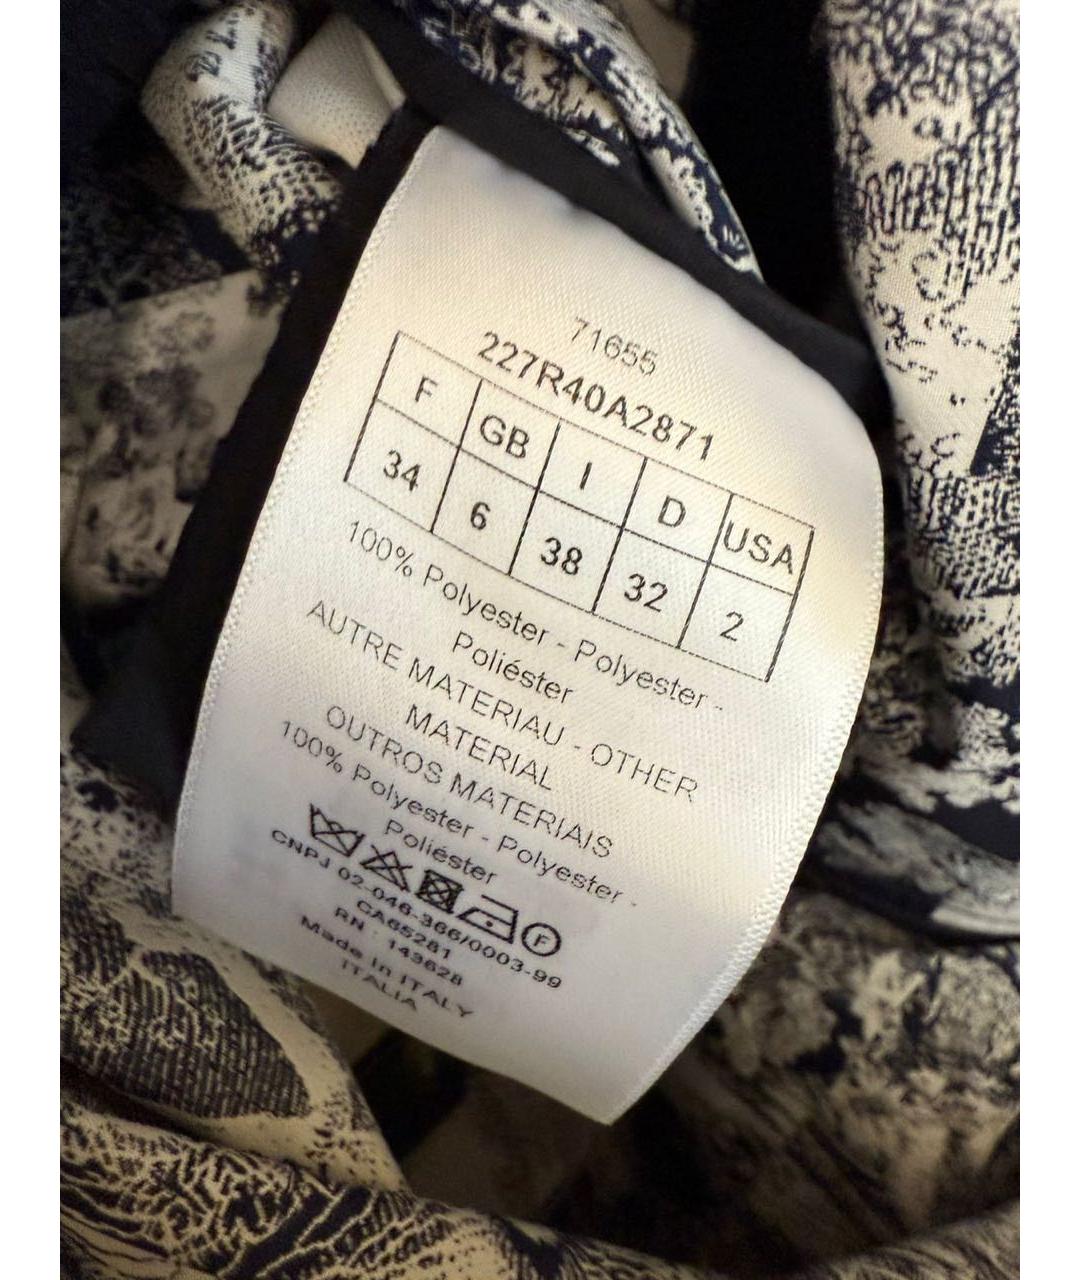 71655
227R40A2871
F GB I D USA
34 6 38 32 2
100% Polyester - Polyester -
Poliéster
AUTRE MATERIAU - OTHER
MATERIAL
OUTROS MATERIAIS
100% Polyester - Polyester -
Poliéster
F
CNPJ 02-046-366/0003-99
CA65281
RN : 143628
Made in ITALY
ITALIA